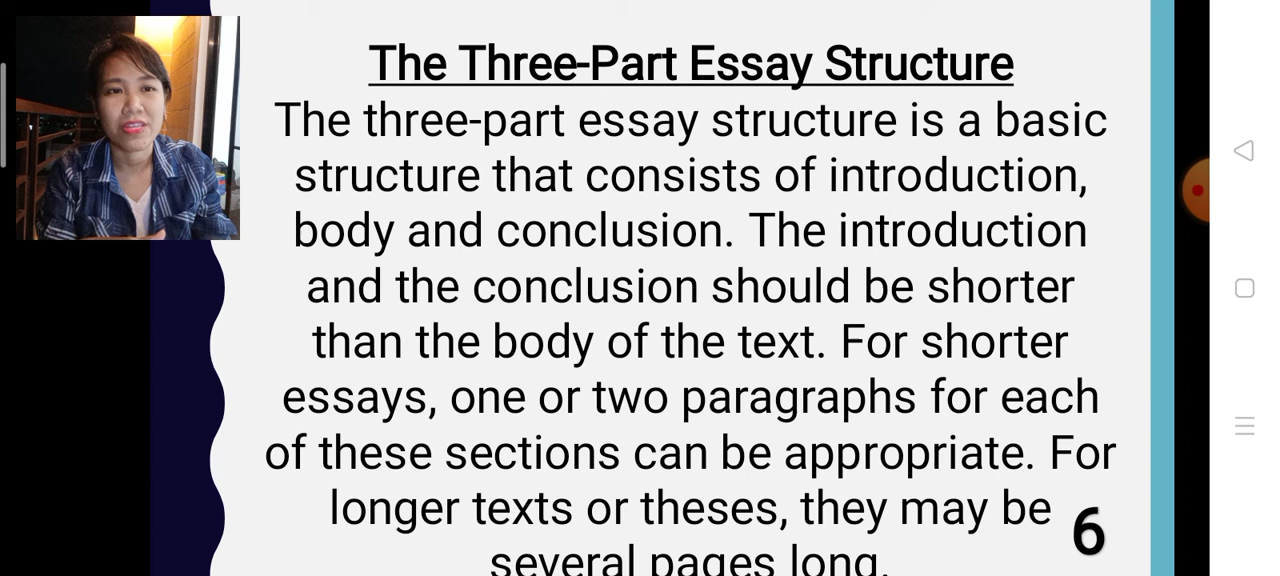 The Three-Part Essay Structure
The three-part essay structure is a basic
structure that consists of introduction,
body and conclusion. The introduction
and the conclusion should be shorter
than the body of the text. For shorter
essays, one or two paragraphs for each
of these sections can be appropriate. For
longer texts or theses, they may be
several pages long.
6